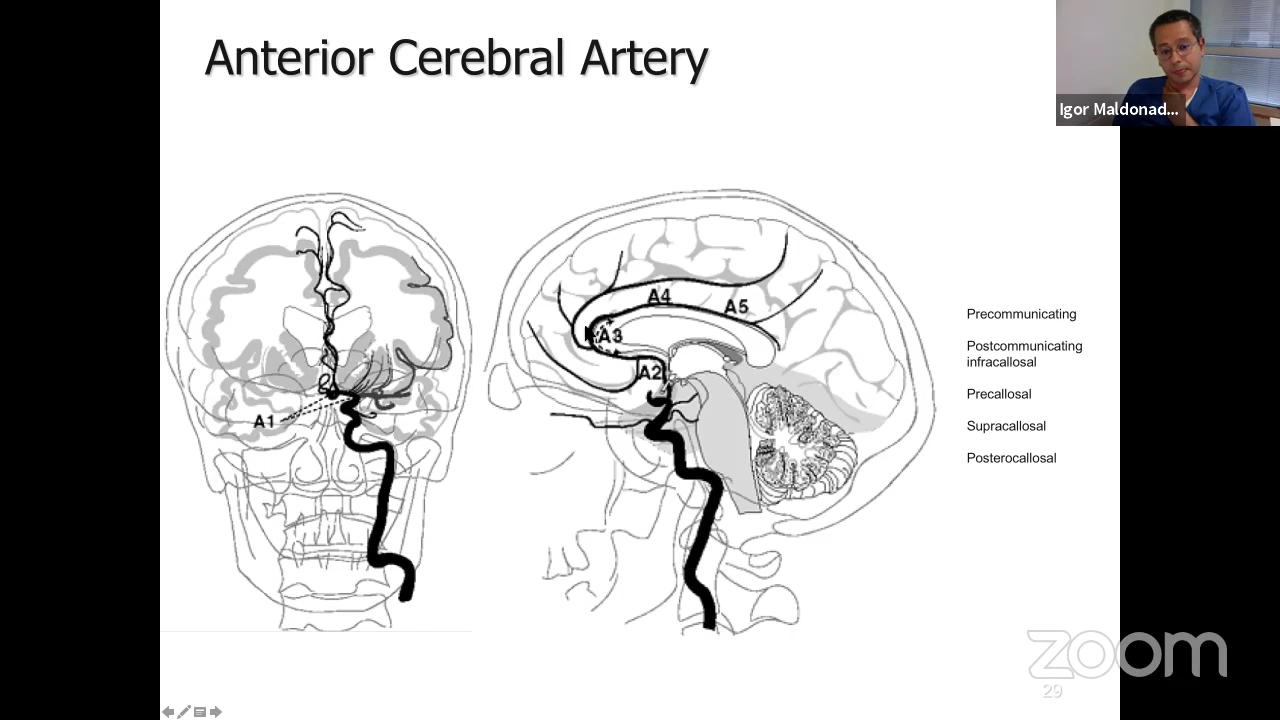 Anterior Cerebral Artery
Igor Maldonad...
A1
A4
A5
A3
A2
Precommunicating
Postcommunicating
infracallosal
Precallosal
Supracallosal
Posterocallosal
zoom
29